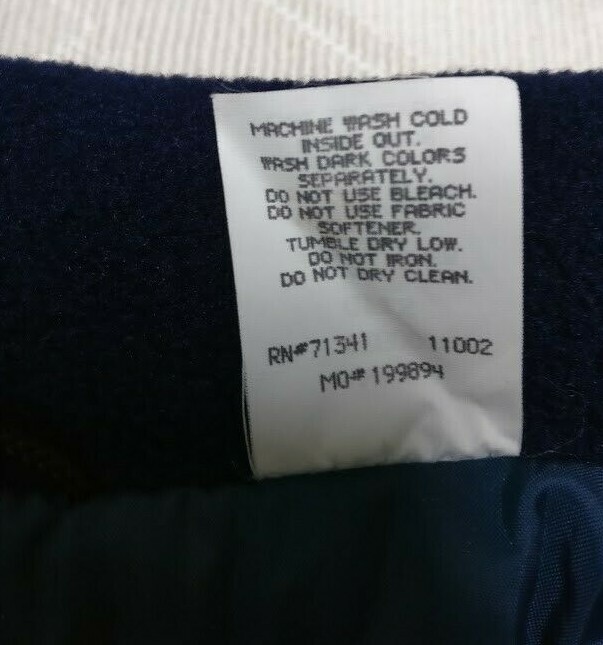 MACHINE WASH COLD
INSIDE OUT.
WASH DARK COLORS
SEPARATELY.
DO NOT USE BLEACH.
DO NOT USE FABRIC
SOFTENER.
TUMBLE DRY LOW.
DO NOT IRON.
DO NOT DRY CLEAN.
RN#71341 11002
MO#199894